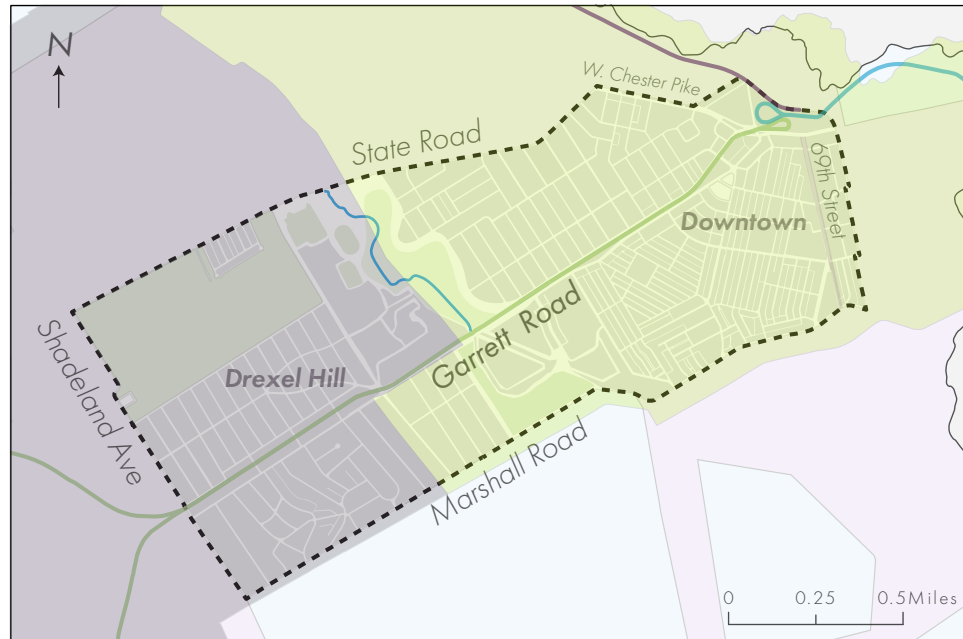 N
W. Chester Pike
State Road
69th Street
Downtown
Garrett Road
Shadeland Ave
Drexel Hill
Marshall Road
0 0.25 0.5Miles